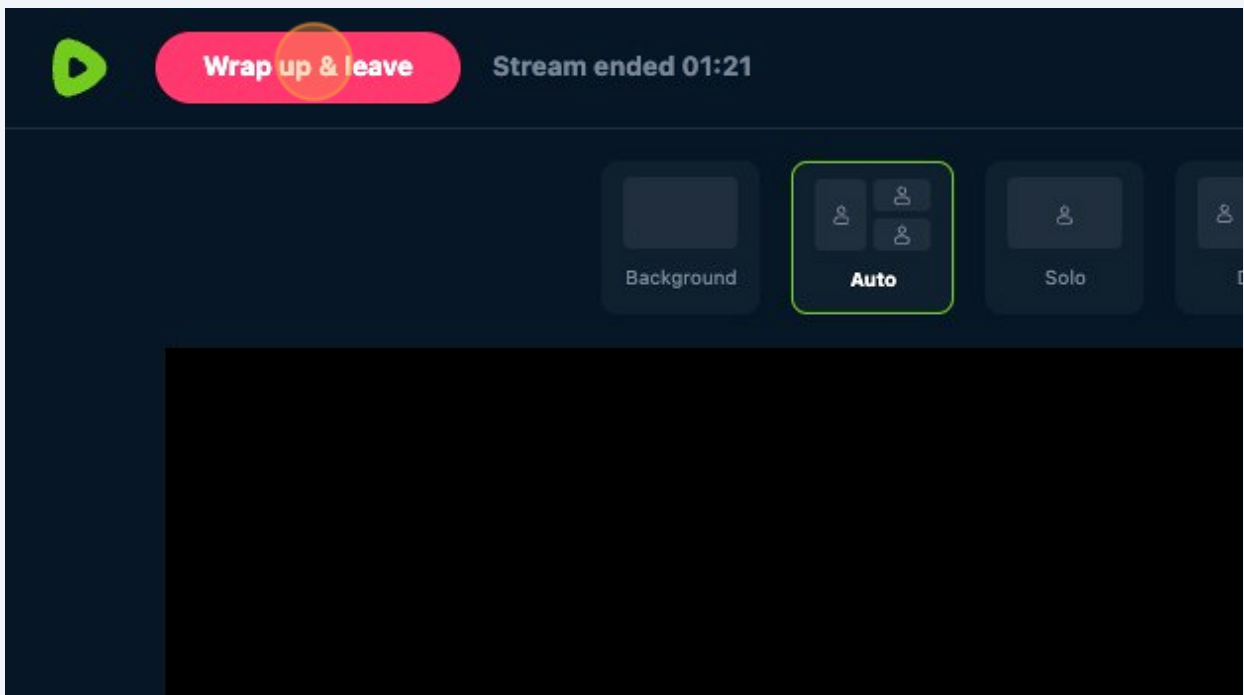 Wrap up & leave
Stream ended 01:21
Background
Auto
Solo